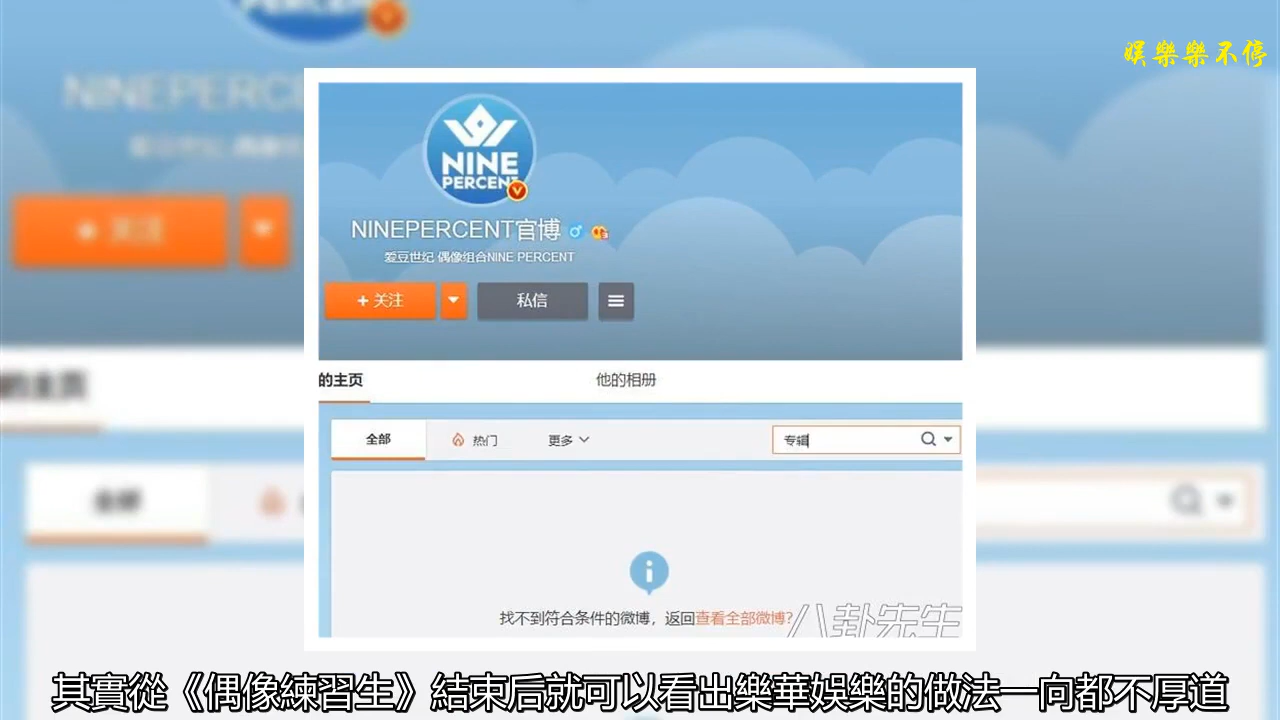 娱樂樂不停
NINE
PERCENT
NINEPERCENT官博
爱豆世纪 偶像组合NINE PERCENT
+ 关注
私信
的主页
他的相册
全部
热门
更多
专辑
找不到符合条件的微博，返回查看全部微博?
八卦先生
其實從《偶像練習生》結束后就可以看出樂華娛樂的做法一向都不厚道